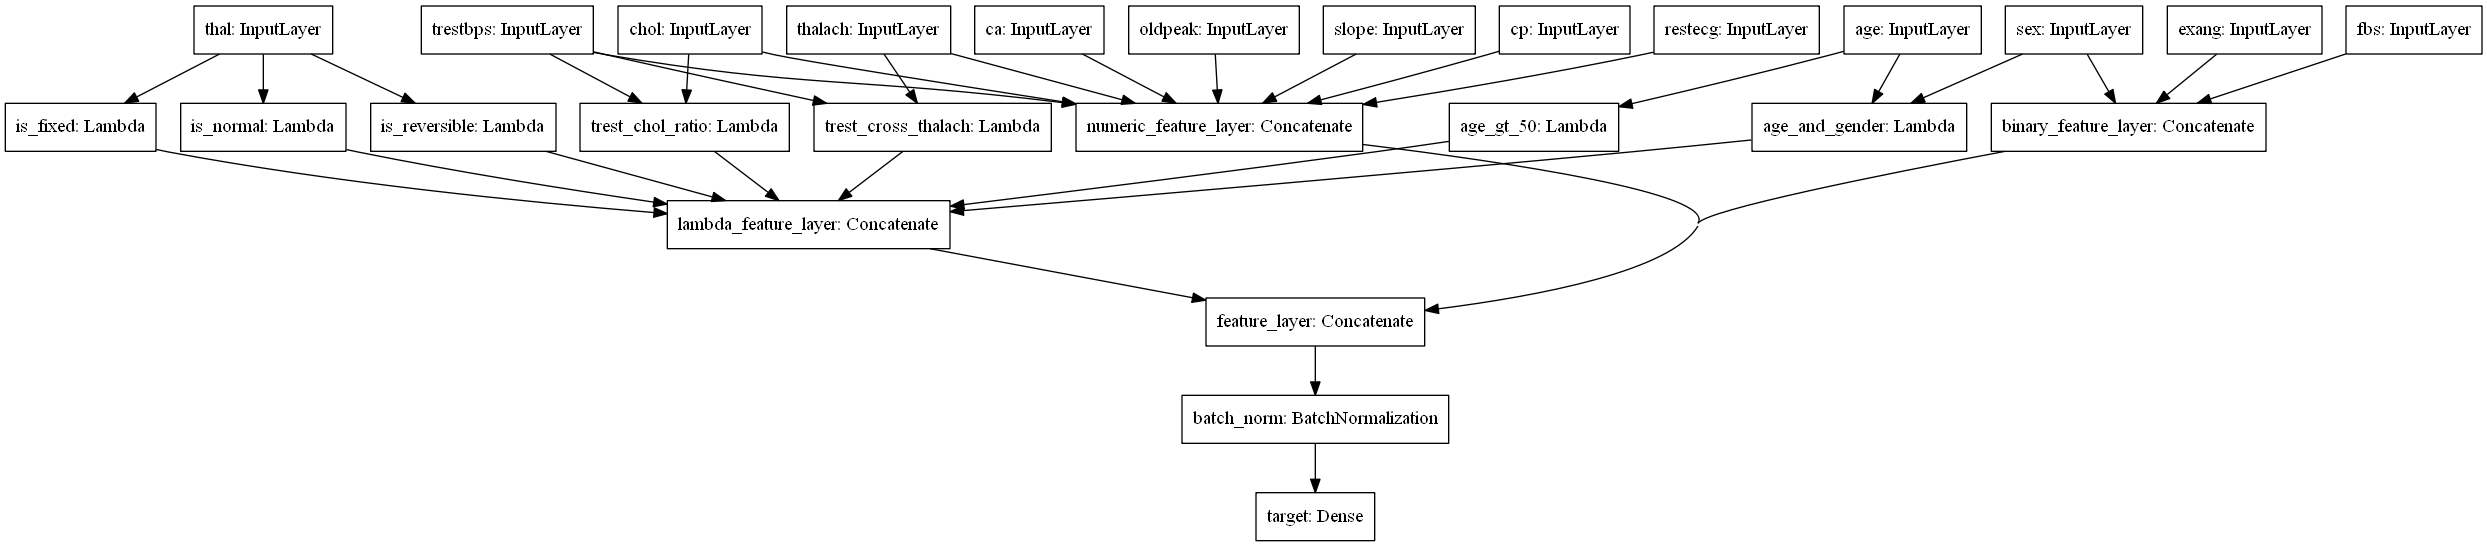 thal: InputLayer
trestbps: InputLayer
chol: InputLayer
thalach: InputLayer
ca: InputLayer
oldpeak: InputLayer
slope: InputLayer
cp: InputLayer
restecg: InputLayer
age: InputLayer
sex: InputLayer
exang: InputLayer
fbs: InputLayer
is_fixed: Lambda
is_normal: Lambda
is_reversible: Lambda
trest_chol_ratio: Lambda
trest_cross_thalach: Lambda
numeric_feature_layer: Concatenate
age_gt_50: Lambda
age_and_gender: Lambda
binary_feature_layer: Concatenate
lambda_feature_layer: Concatenate
feature_layer: Concatenate
batch_norm: BatchNormalization
target: Dense